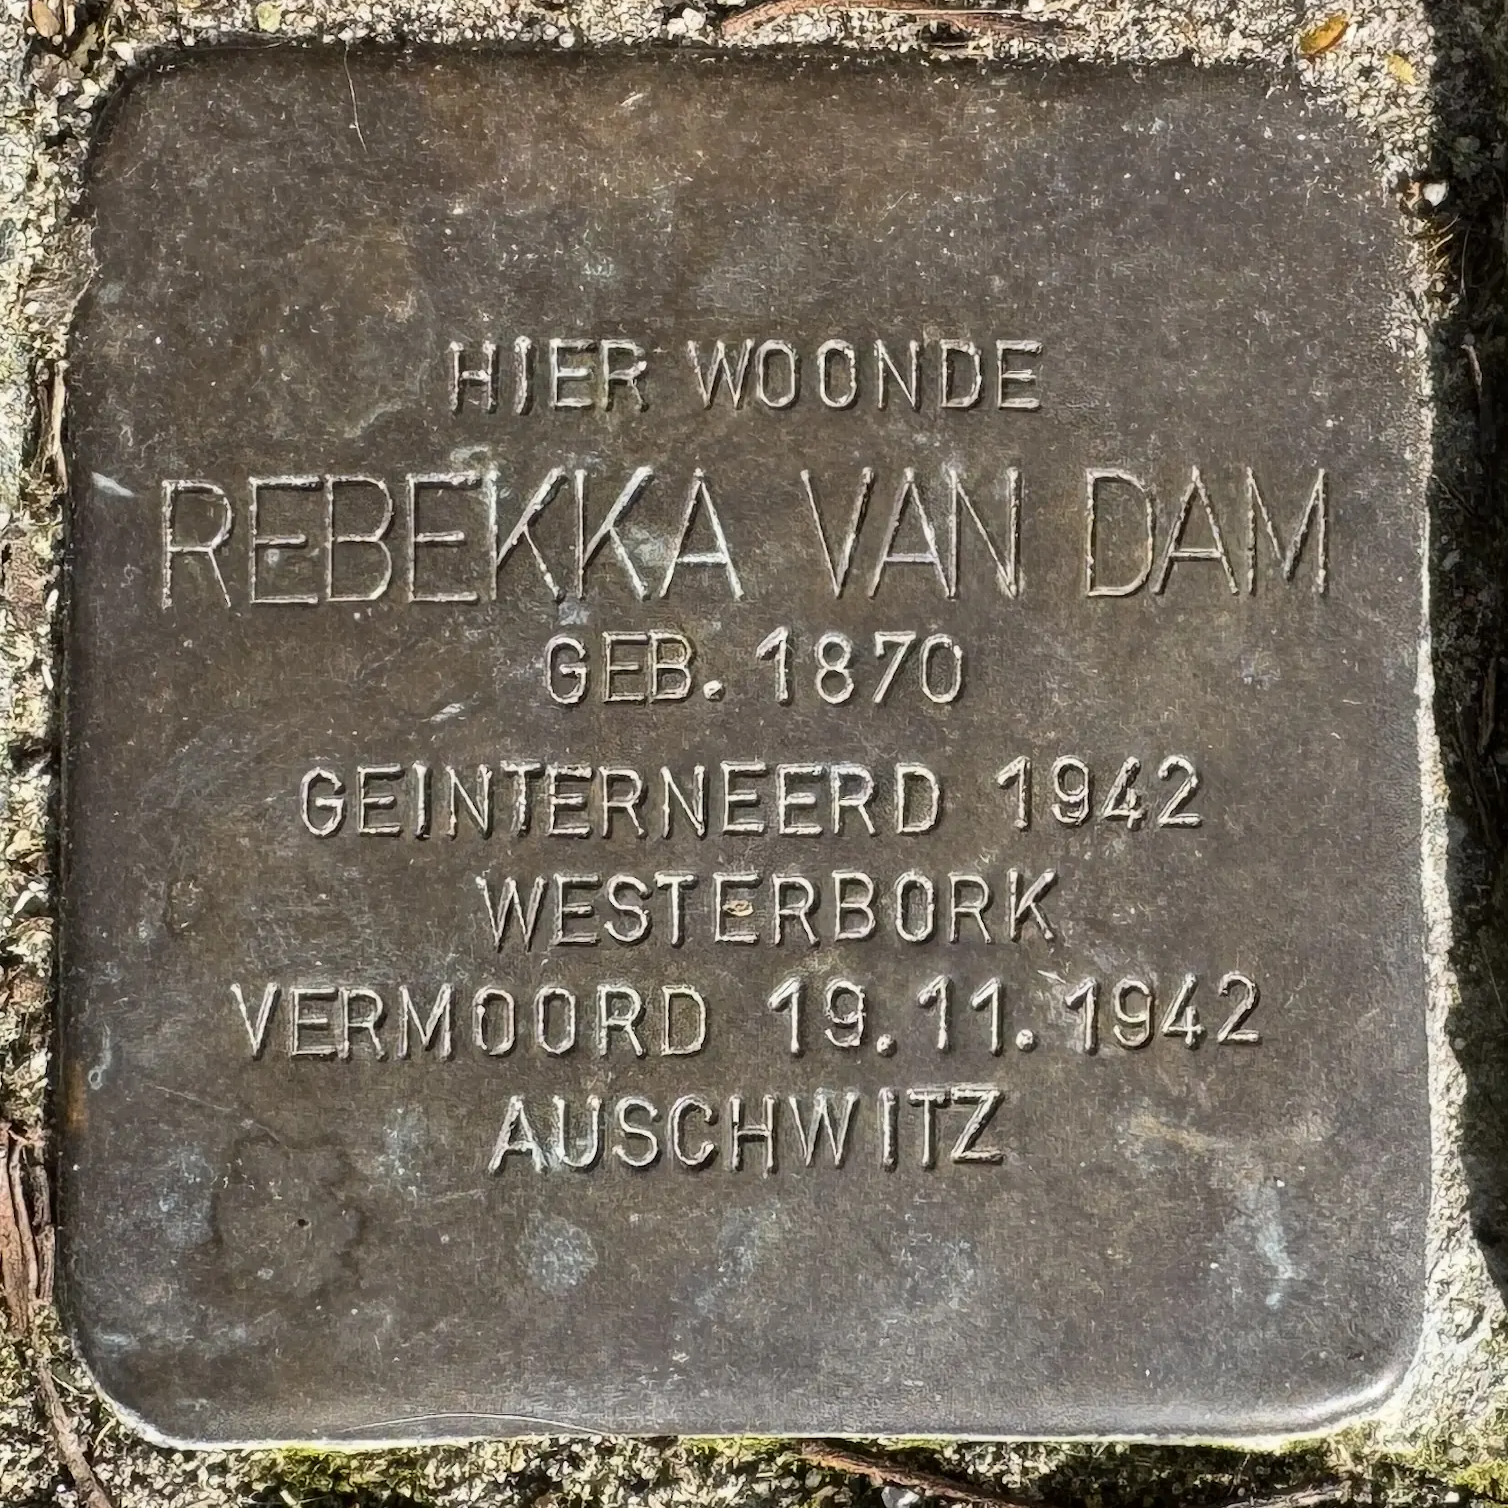 HIER WOONDE
REBEKKA VAN DAM
GEB. 1870
GEINTERNEERD 1942
WESTERBORK
VERMOORD 19.11.1942
AUSCHWITZ